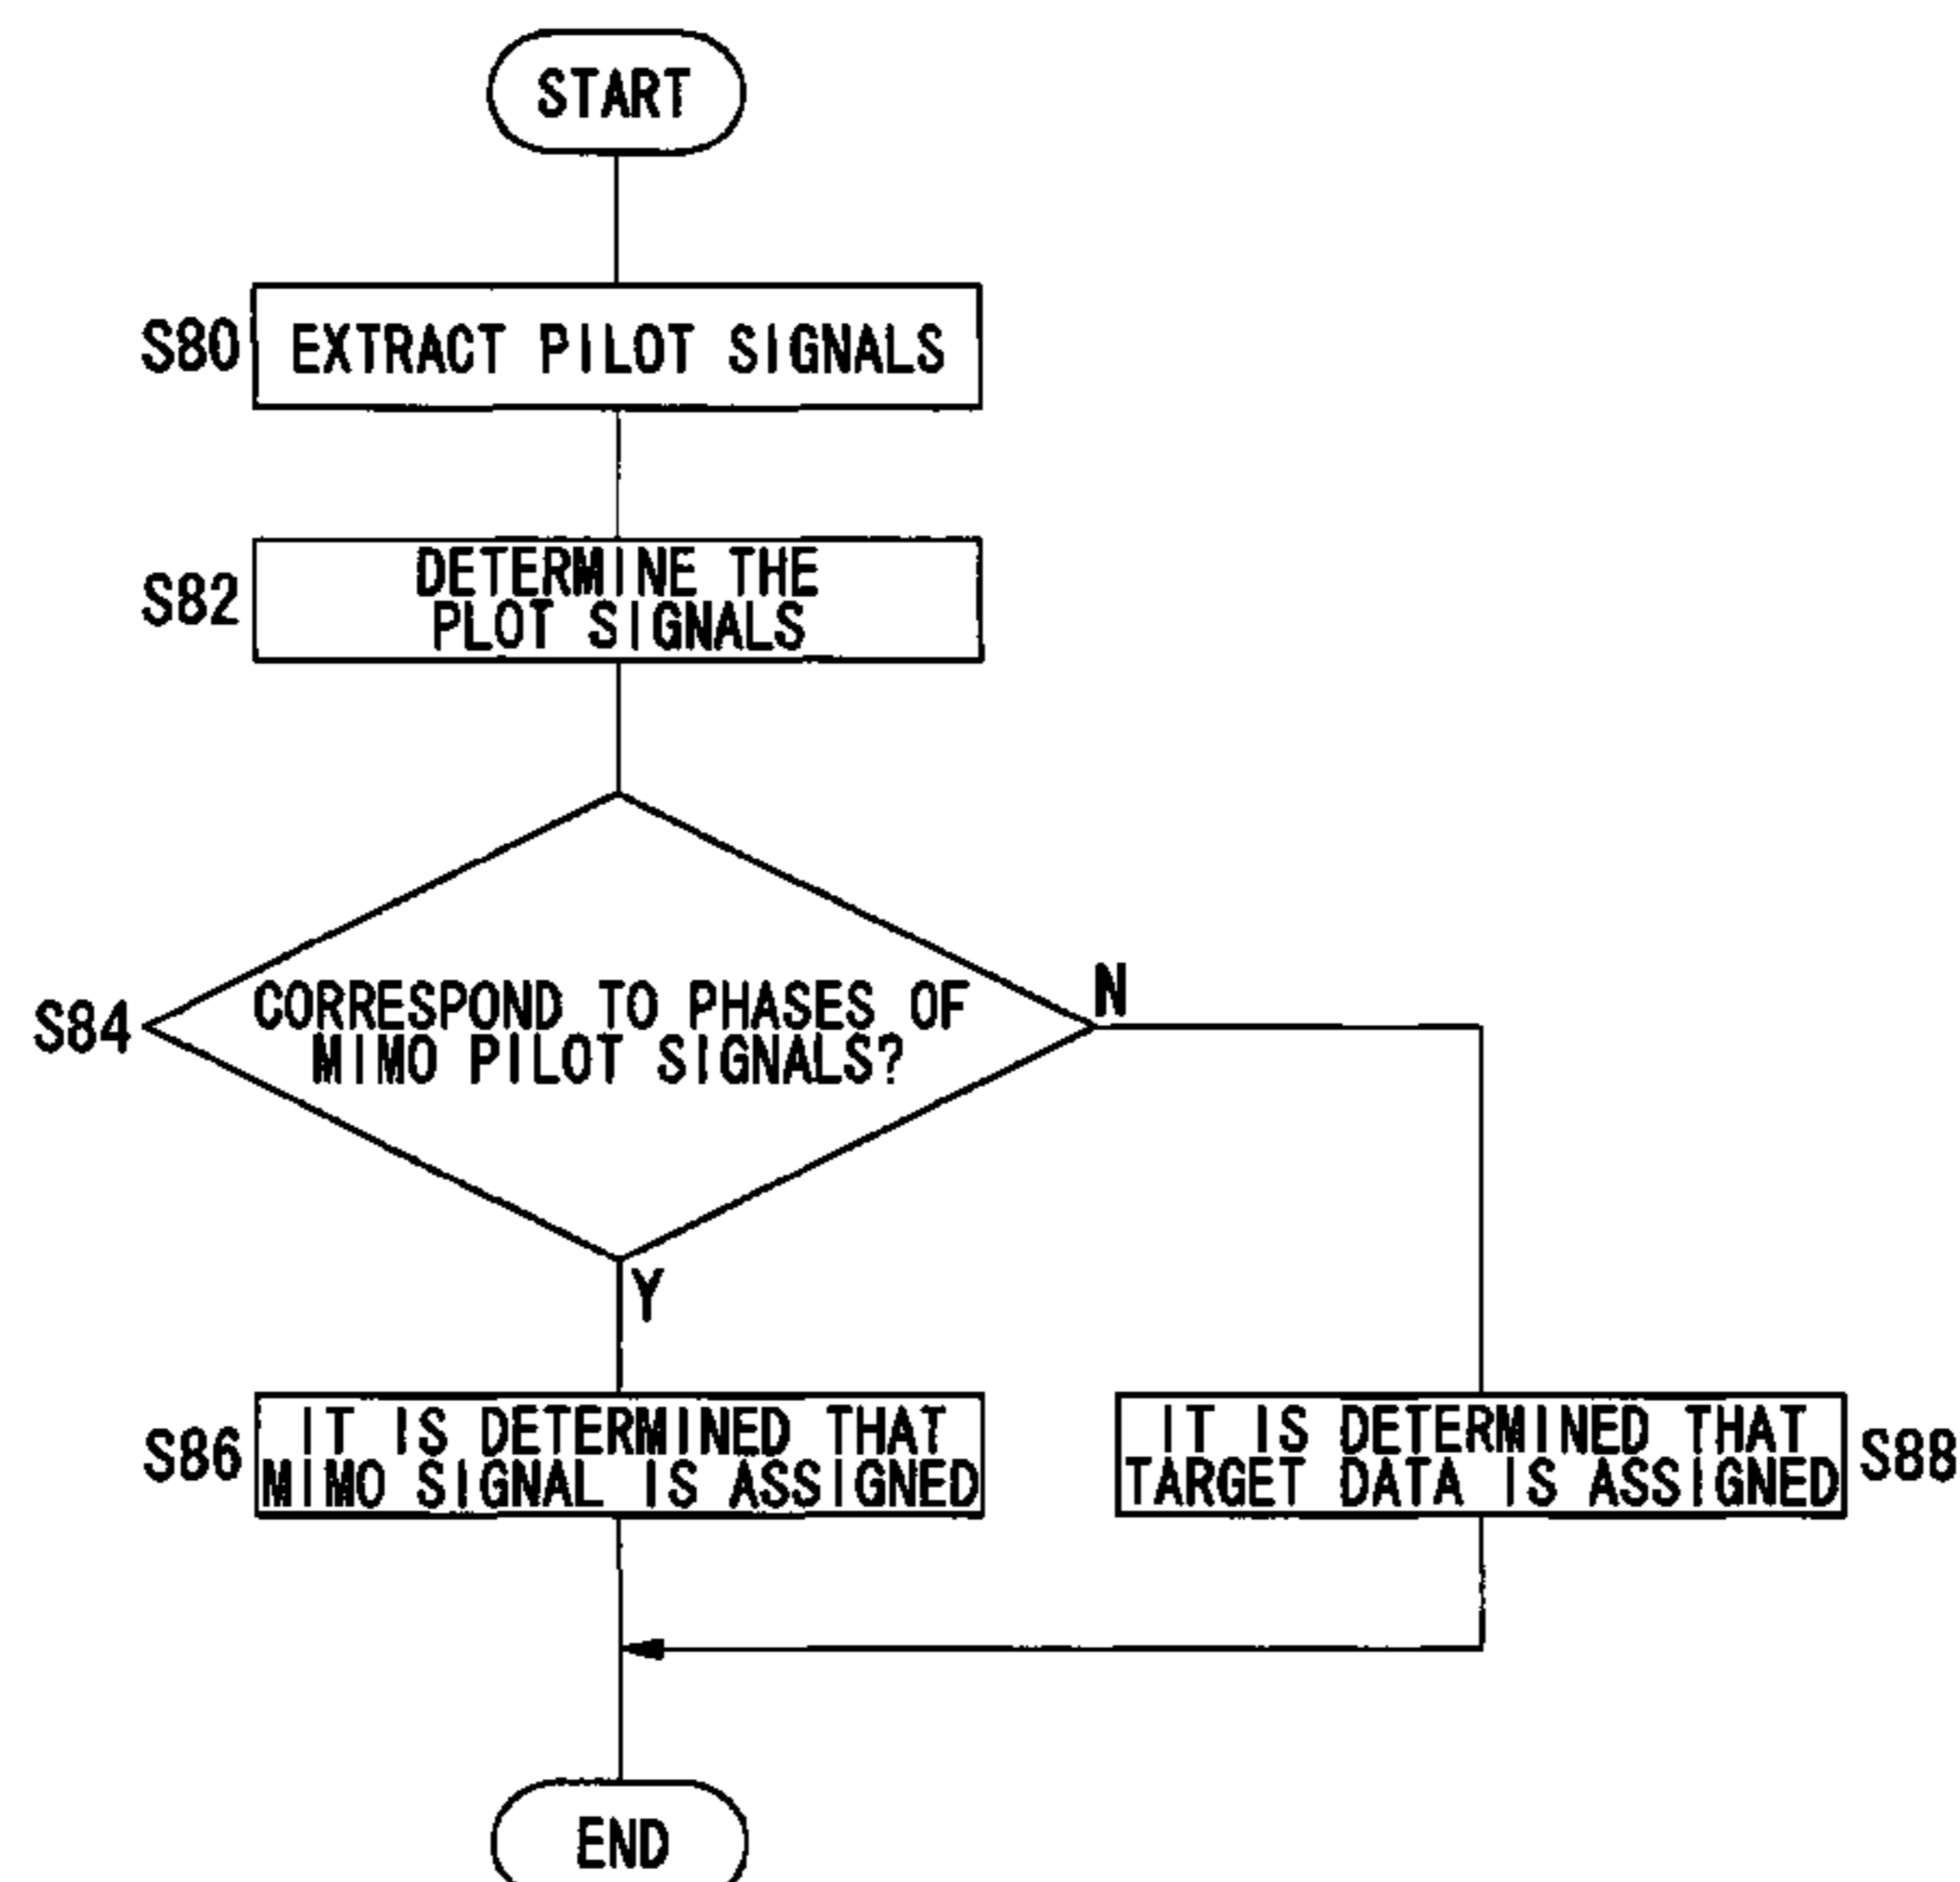 START
S80
EXTRACT PILOT SIGNALS
S82
DETERMINE THE
PLOT SIGNALS
S84
CORRESPOND TO PHASES OF
MIMO PILOT SIGNALS?
N
Y
S86
IT IS DETERMINED THAT
MIMO SIGNAL IS ASSIGNED
IT IS DETERMINED THAT
TARGET DATA IS ASSIGNED
S88
END